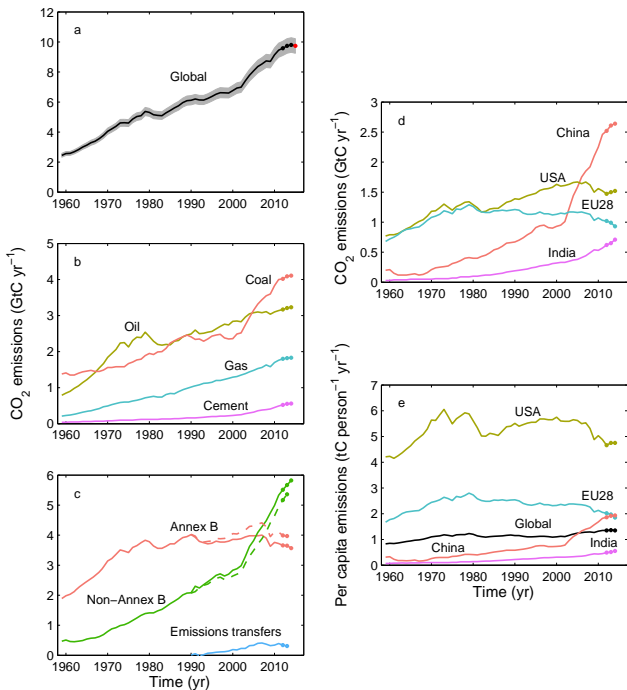 a
12
10
8
6
4
2
0
Global
1960 1970 1980 1990 2000 2010
b
5
4
3
2
1
0
Coal
Oil
Gas
Cement
1960 1970 1980 1990 2000 2010
CO₂ emissions (GtC yr⁻¹)
c
6
5
4
3
2
1
0
Annex B
Non−Annex B
Emissions transfers
1960 1970 1980 1990 2000 2010
Time (yr)
d
3
2.5
2
1.5
1
0.5
0
China
USA
EU28
India
1960 1970 1980 1990 2000 2010
CO₂ emissions (GtC yr⁻¹)
e
7
6
5
4
3
2
1
0
USA
EU28
Global
China
India
1960 1970 1980 1990 2000 2010
Time (yr)
Per capita emissions (tC person⁻¹ yr⁻¹)